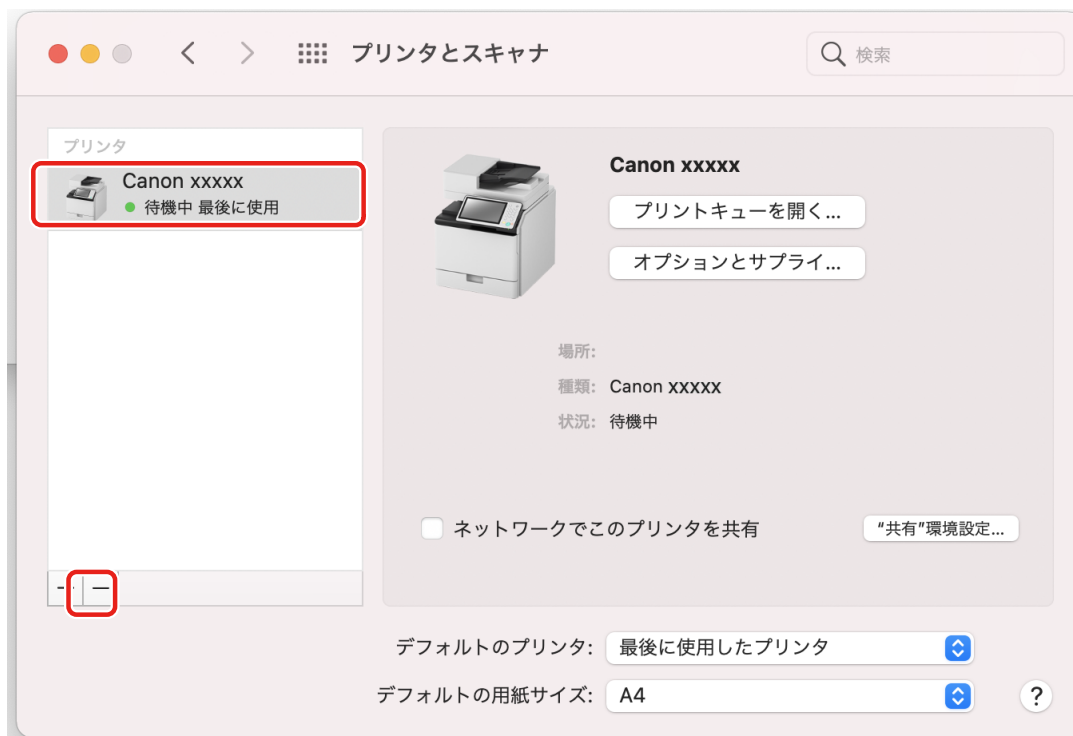 プリンタとスキャナ
検索
プリンタ
Canon xxxxx
待機中 最後に使用
Canon xxxxx
プリントキューを開く...
オプションとサプライ...
場所:
種類: Canon xxxxx
状況: 待機中
ネットワークでこのプリンタを共有
“共有”環境設定...
デフォルトのプリンタ: 最後に使用したプリンタ
デフォルトの用紙サイズ: A4
?